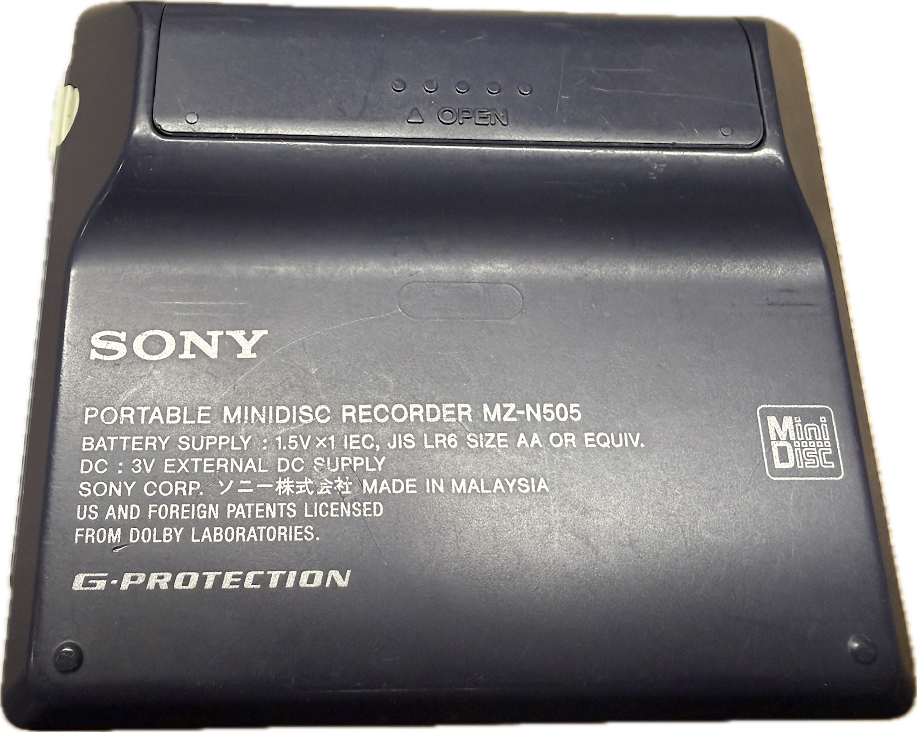 △ OPEN
SONY
PORTABLE MINIDISC RECORDER MZ-N505
BATTERY SUPPLY : 1.5V×1 IEC, JIS LR6 SIZE AA OR EQUIV.
DC : 3V EXTERNAL DC SUPPLY
SONY CORP. ソニー株式会社 MADE IN MALAYSIA
US AND FOREIGN PATENTS LICENSED
FROM DOLBY LABORATORIES.
G-PROTECTION
Mini
Disc